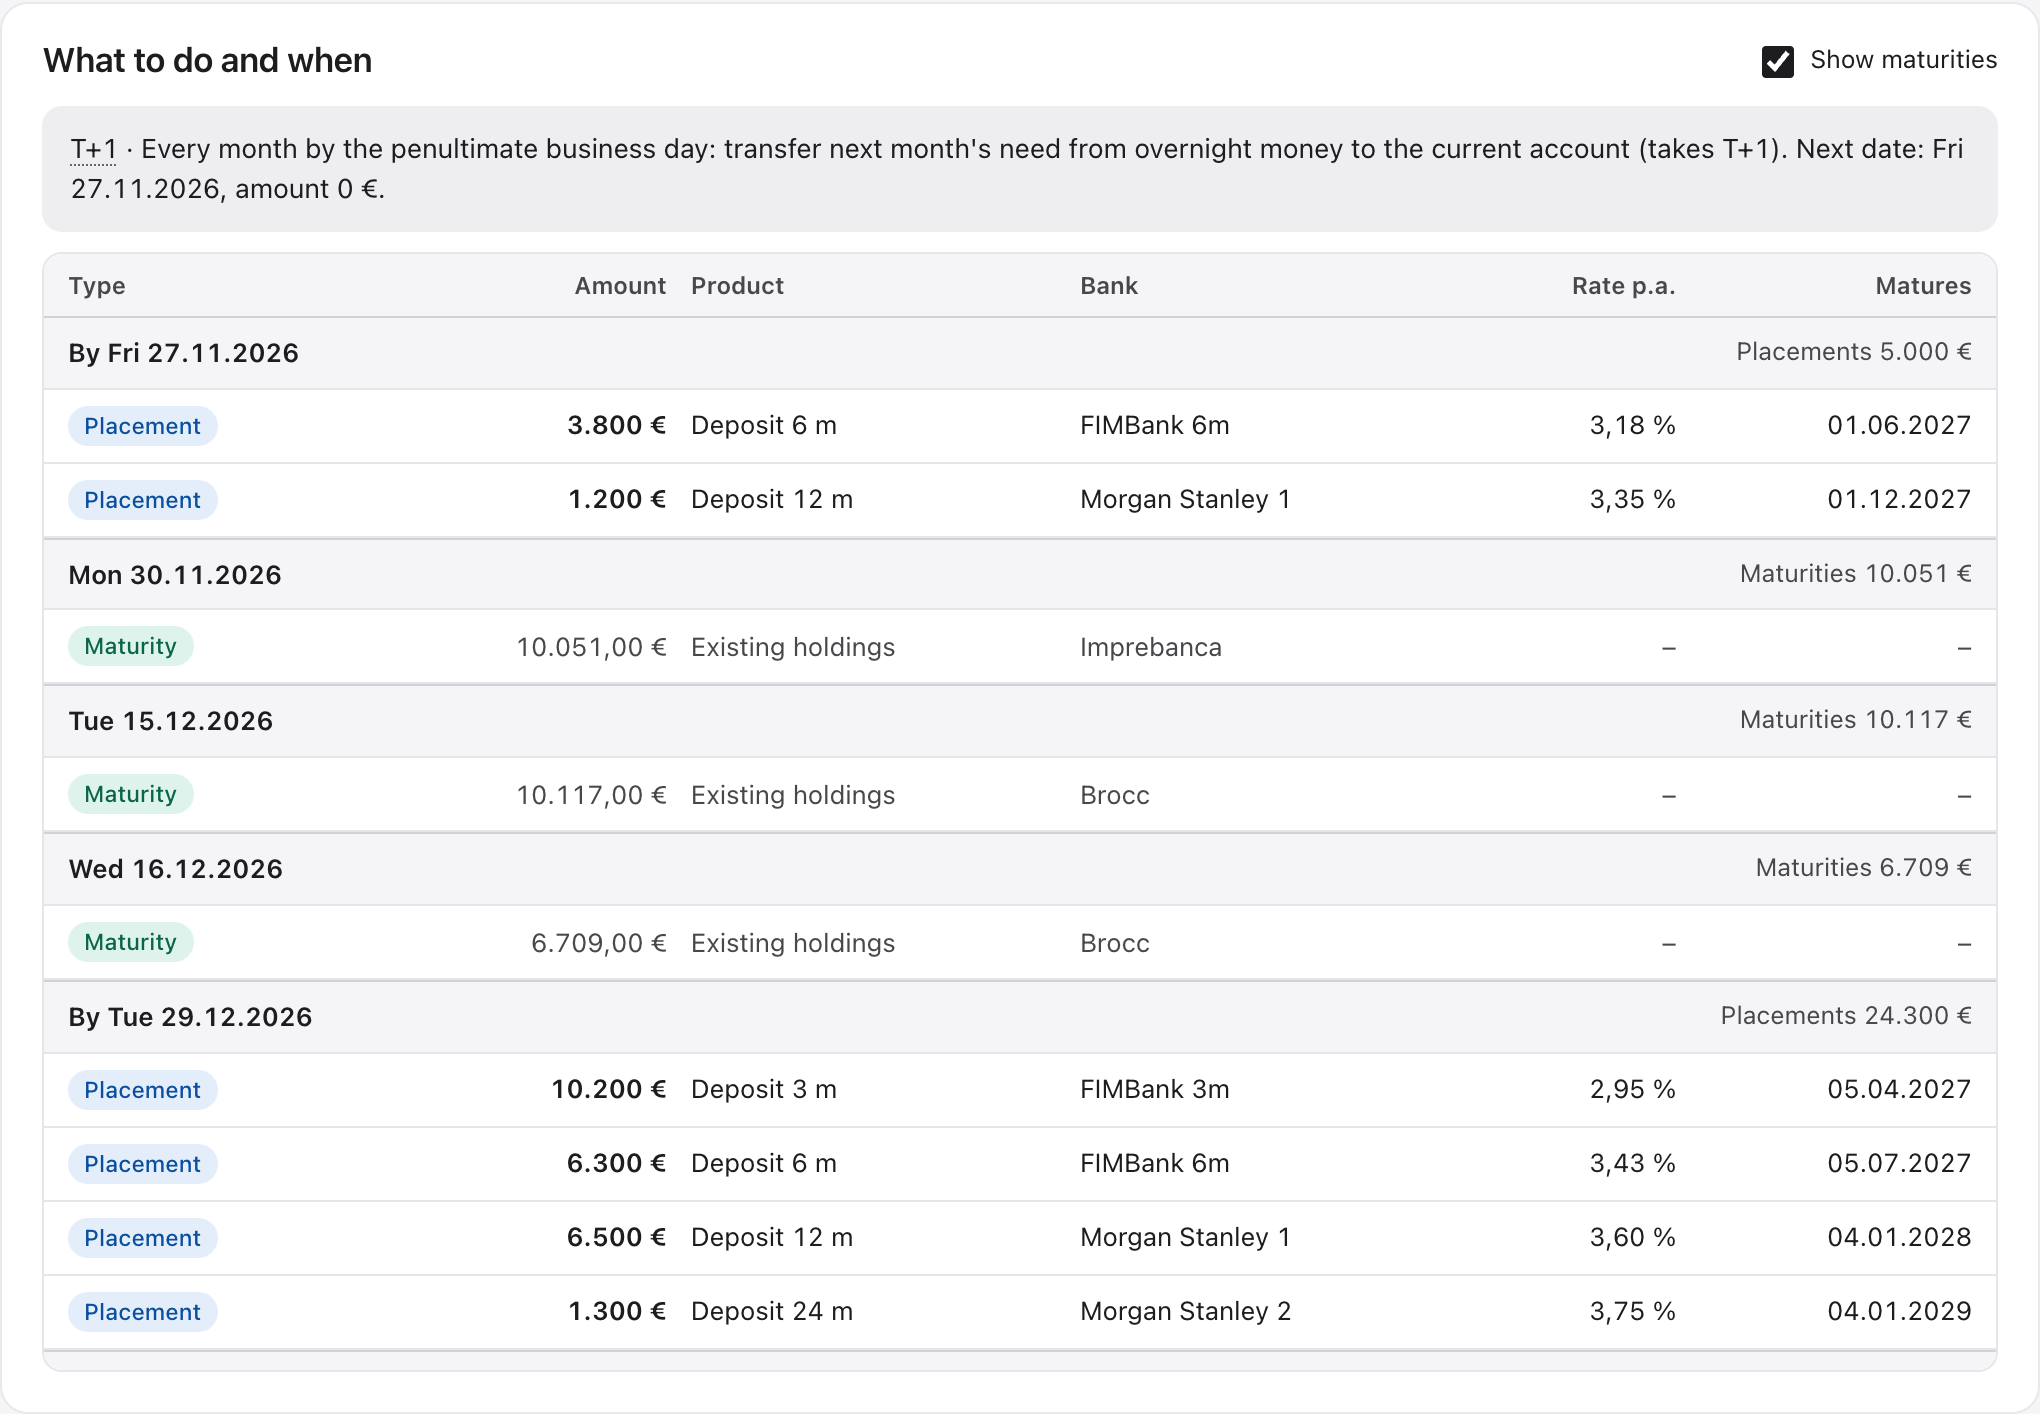 What to do and when
Show maturities
T+1 · Every month by the penultimate business day: transfer next month's need from overnight money to the current account (takes T+1). Next date: Fri
27.11.2026, amount 0 €.
Type Amount Product Bank Rate p.a. Matures
By Fri 27.11.2026 Placements 5.000 €
Placement 3.800 € Deposit 6 m FIMBank 6m 3,18 % 01.06.2027
Placement 1.200 € Deposit 12 m Morgan Stanley 1 3,35 % 01.12.2027
Mon 30.11.2026 Maturities 10.051 €
Maturity 10.051,00 € Existing holdings Imprebanca – –
Tue 15.12.2026 Maturities 10.117 €
Maturity 10.117,00 € Existing holdings Brocc – –
Wed 16.12.2026 Maturities 6.709 €
Maturity 6.709,00 € Existing holdings Brocc – –
By Tue 29.12.2026 Placements 24.300 €
Placement 10.200 € Deposit 3 m FIMBank 3m 2,95 % 05.04.2027
Placement 6.300 € Deposit 6 m FIMBank 6m 3,43 % 05.07.2027
Placement 6.500 € Deposit 12 m Morgan Stanley 1 3,60 % 04.01.2028
Placement 1.300 € Deposit 24 m Morgan Stanley 2 3,75 % 04.01.2029